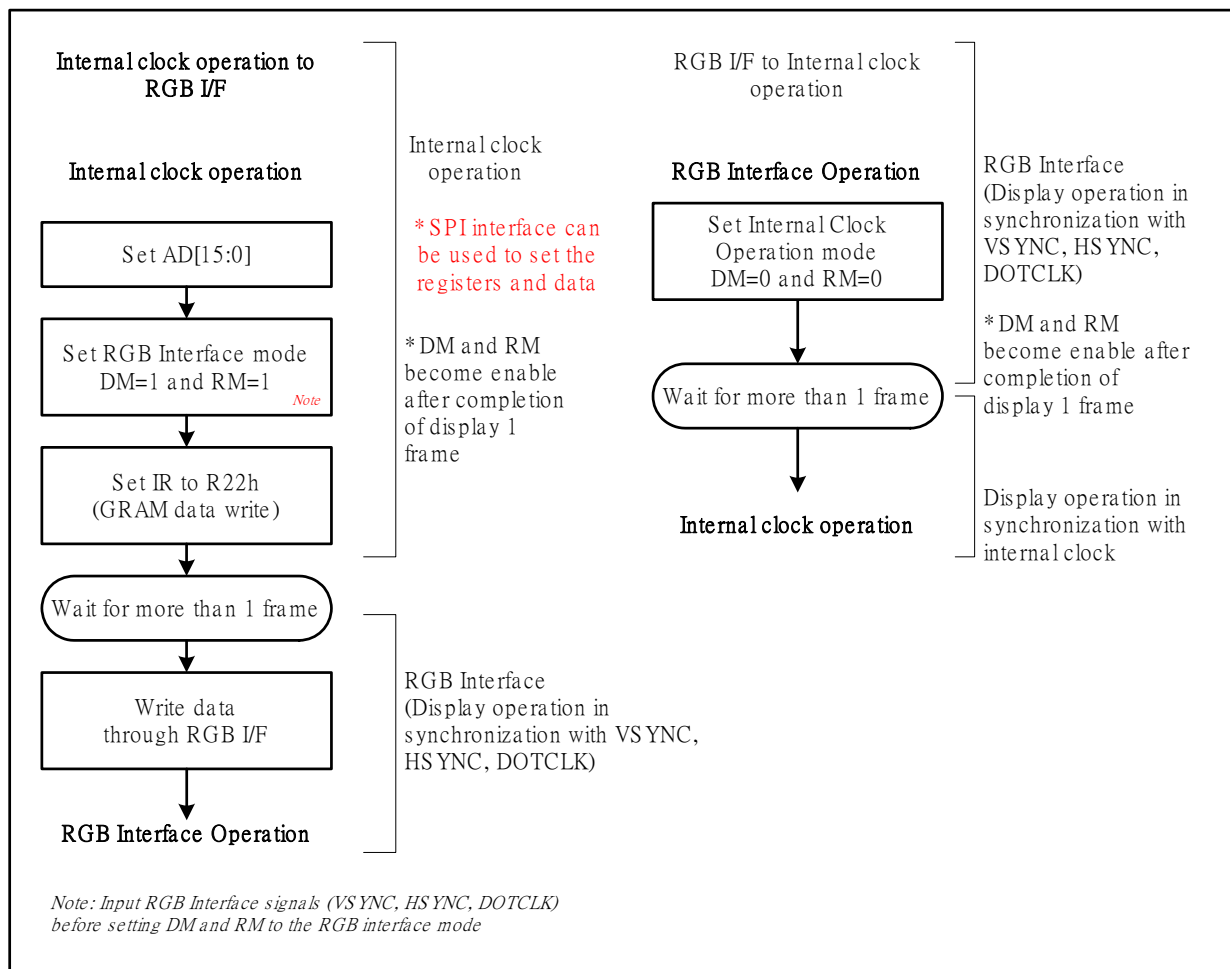 Internal clock operation to
RGB I/F
Internal clock operation
Set AD[15:0]
Set RGB Interface mode
DM=1 and RM=1
Note
Set IR to R22h
(GRAM data write)
Wait for more than 1 frame
Write data
through RGB I/F
RGB Interface Operation
Internal clock
operation
* SPI interface can
be used to set the
registers and data
* DM and RM
become enable
after completion
of display 1
frame
RGB Interface
(Display operation in
synchronization with VSYNC,
HSYNC, DOTCLK)
RGB I/F to Internal clock
operation
RGB Interface Operation
Set Internal Clock
Operation mode
DM=0 and RM=0
Wait for more than 1 frame
Internal clock operation
RGB Interface
(Display operation in
synchronization with
VSYNC, HSYNC,
DOTCLK)
* DM and RM
become enable after
completion of
display 1 frame
Display operation in
synchronization with
internal clock
Note: Input RGB Interface signals (VSYNC, HSYNC, DOTCLK)
before setting DM and RM to the RGB interface mode